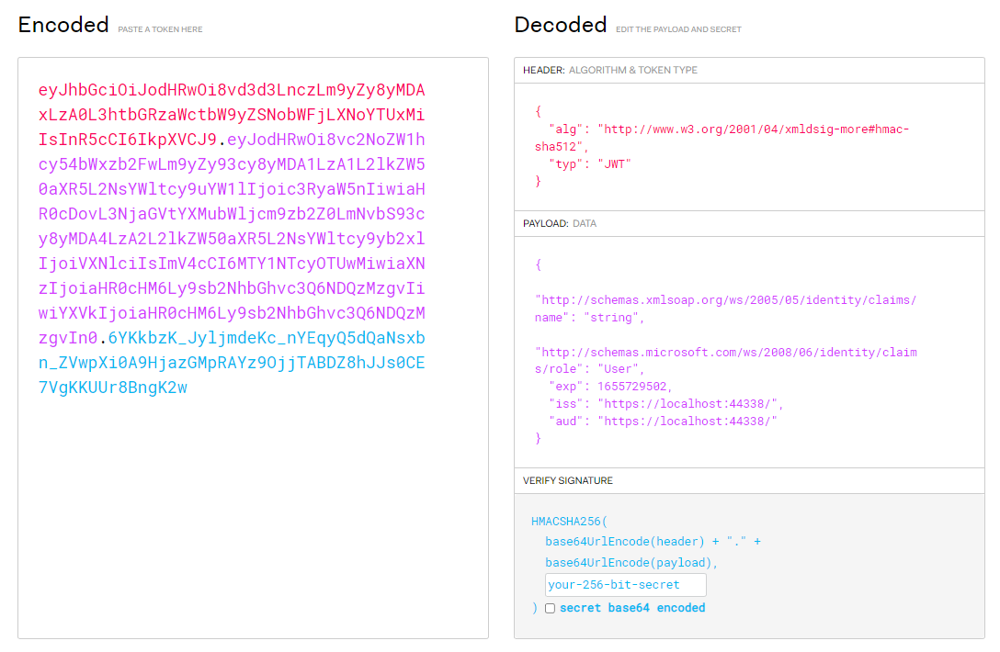 Encoded PASTE A TOKEN HERE
eyJhbGciOiJodHRwOi8vd3d3LnczLm9yZy8yMDA
xLzA0L3htbGRzaWctbW9yZSNobWFjLXNoYTUxMi
IsInR5cCI6IkpXVCJ9.eyJodHRwOi8vc2NoZW1h
cy54bWxzb2FwLm9yZy93cy8yMDA1LzA1L2lkZW5
0aXR5L2NsYWltcy9uYW1lIjoic3RyaW5nIiwiaH
R0cDovL3NjaGVtYXMubWljcm9zb2Z0LmNvbS93c
y8yMDA4LzA2L2lkZW50aXR5L2NsYWltcy9yb2xl
IjoiVXNlciIsImV4cCI6MTY1NTcyOTUwMiwiaXN
zIjoiaHR0cHM6Ly9sb2NhbGhvc3Q6NDQzMzgvIi
wiYXVkIjoiaHR0cHM6Ly9sb2NhbGhvc3Q6NDQzM
zgvIn0.6YKkbzK_JyljmdeKc_nYEqyQ5dQaNsxb
n_ZVwpXi0A9HjazGMpRAYz9OjjTABDZ8hJJs0CE
7VgKKUUr8BngK2w
Decoded EDIT THE PAYLOAD AND SECRET
HEADER: ALGORITHM & TOKEN TYPE
{
"alg": "http://www.w3.org/2001/04/xmldsig-more#hmac-
sha512",
"typ": "JWT"
}
PAYLOAD: DATA
{
"http://schemas.xmlsoap.org/ws/2005/05/identity/claims/
name": "string",
"http://schemas.microsoft.com/ws/2008/06/identity/claim
s/role": "User",
"exp": 1655729502,
"iss": "https://localhost:44338/",
"aud": "https://localhost:44338/"
}
VERIFY SIGNATURE
HMACSHA256(
base64UrlEncode(header) + "." +
base64UrlEncode(payload),
your-256-bit-secret
) secret base64 encoded